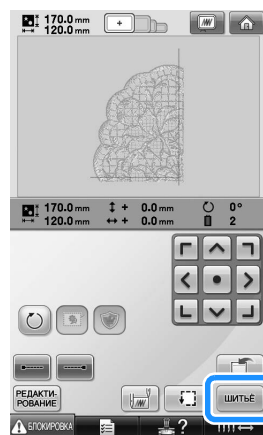 170.0 mm
120.0 mm
170.0 mm + 0.0 mm 0°
120.0 mm + 0.0 mm 2
РЕДАКТИ-
РОВАНИЕ
ШИТЬЁ
БЛОКИРОВКА ?